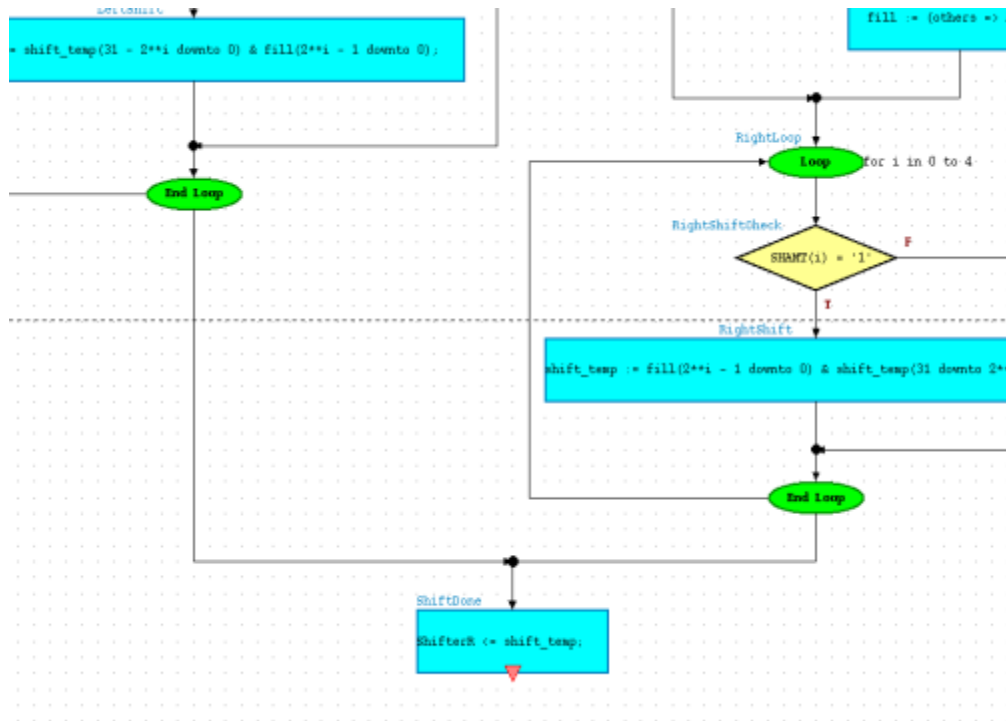 LeftShift
fill := (others =>
= shift_temp(31 - 2**i downto 0) & fill(2**i - 1 downto 0);
RightLoop
Loop
for i in 0 to 4
End Loop
RightShiftCheck
SHAMT(i) = '1'
F
T
RightShift
shift_temp := fill(2**i - 1 downto 0) & shift_temp(31 downto 2**
End Loop
ShiftDone
ShifterR <= shift_temp;